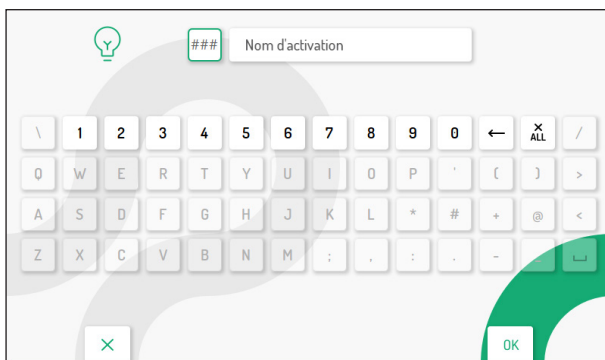 ### Nom d'activation
\ 1 2 3 4 5 6 7 8 9 0 ← × ALL /
Q W E R T Y U I O P ' ( ) >
A S D F G H J K L * # + @ <
Z X C V B N M ; , : . - _ ⌴
× OK